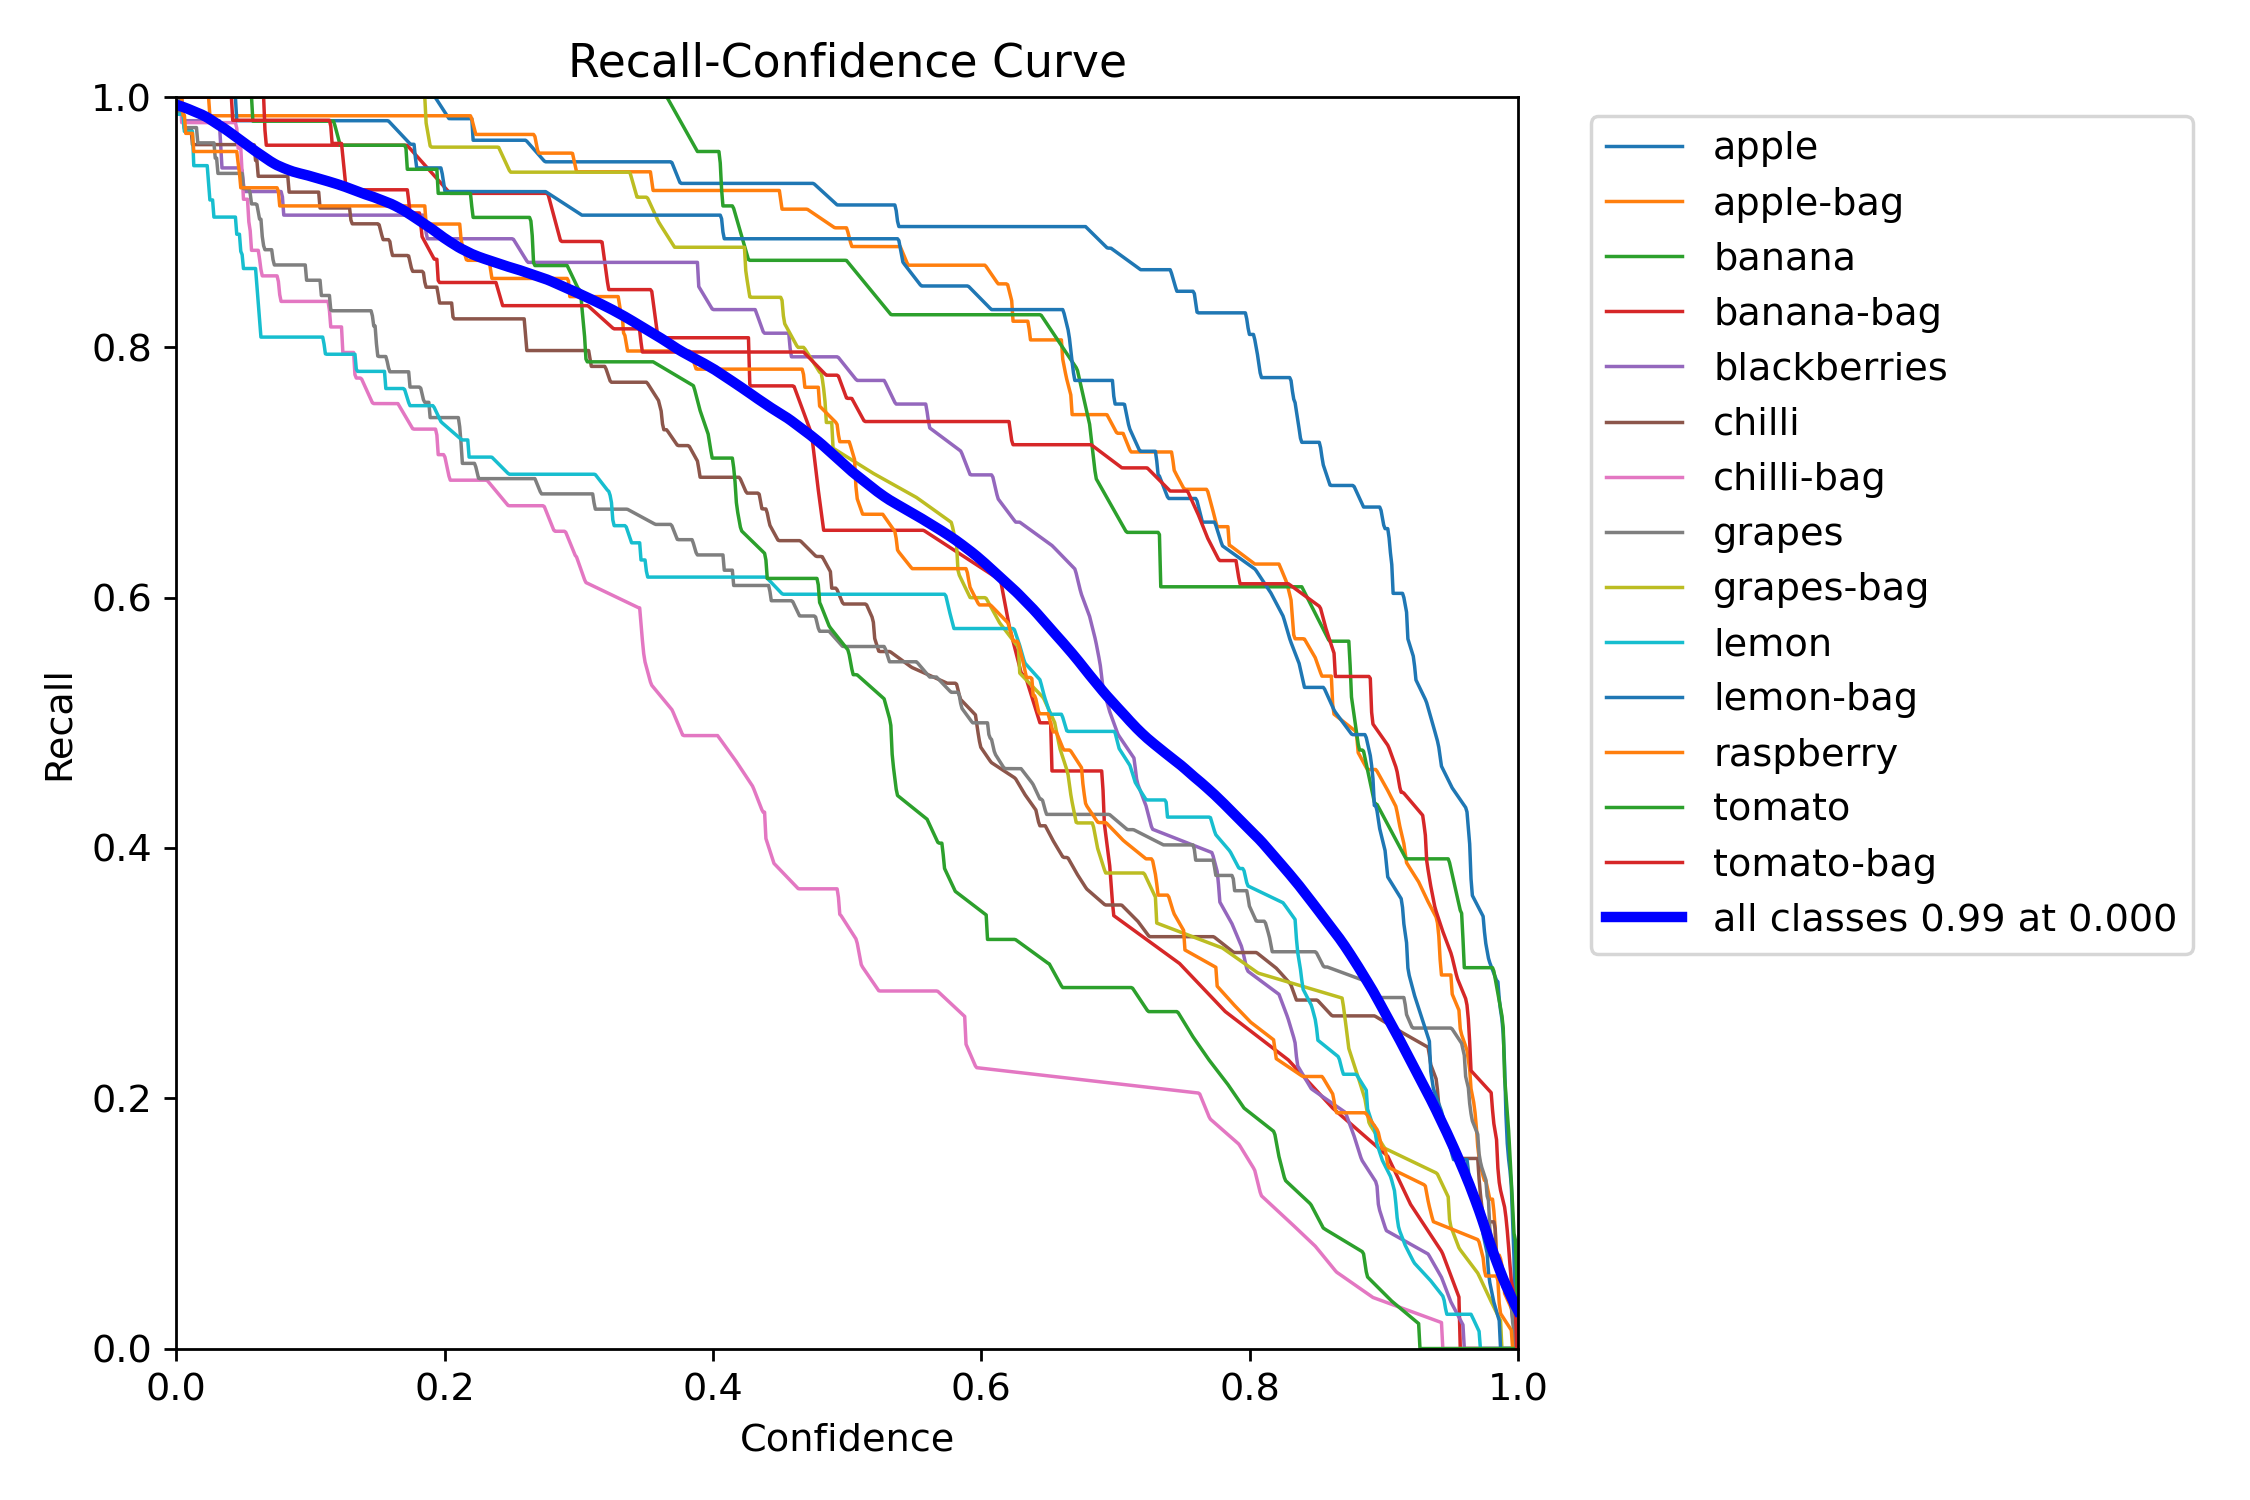 Recall-Confidence Curve
1.0
0.8
0.6
0.4
0.2
0.0
Recall
0.0 0.2 0.4 0.6 0.8 1.0
Confidence
apple
apple-bag
banana
banana-bag
blackberries
chilli
chilli-bag
grapes
grapes-bag
lemon
lemon-bag
raspberry
tomato
tomato-bag
all classes 0.99 at 0.000